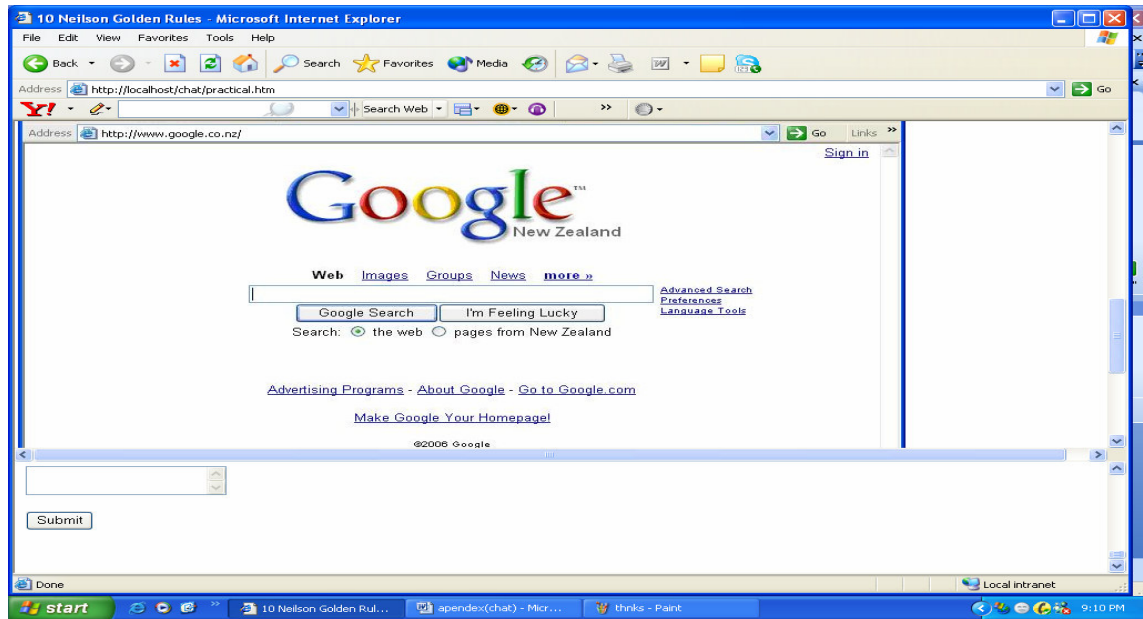 10 Neilson Golden Rules - Microsoft Internet Explorer
File Edit View Favorites Tools Help
Back Search Favorites Media
Address http://localhost/chat/practical.htm Go
Y! Search Web »
Address http://www.google.co.nz/ Go Links »
Sign in
Google™
New Zealand
Web Images Groups News more »
Advanced Search
Preferences
Language Tools
Google Search I'm Feeling Lucky
Search: the web pages from New Zealand
Advertising Programs - About Google - Go to Google.com
Make Google Your Homepage!
©2006 Google
Submit
Done Local intranet
start » 10 Neilson Golden Rul... apendex(chat) - Micr... thnks - Paint 9:10 PM